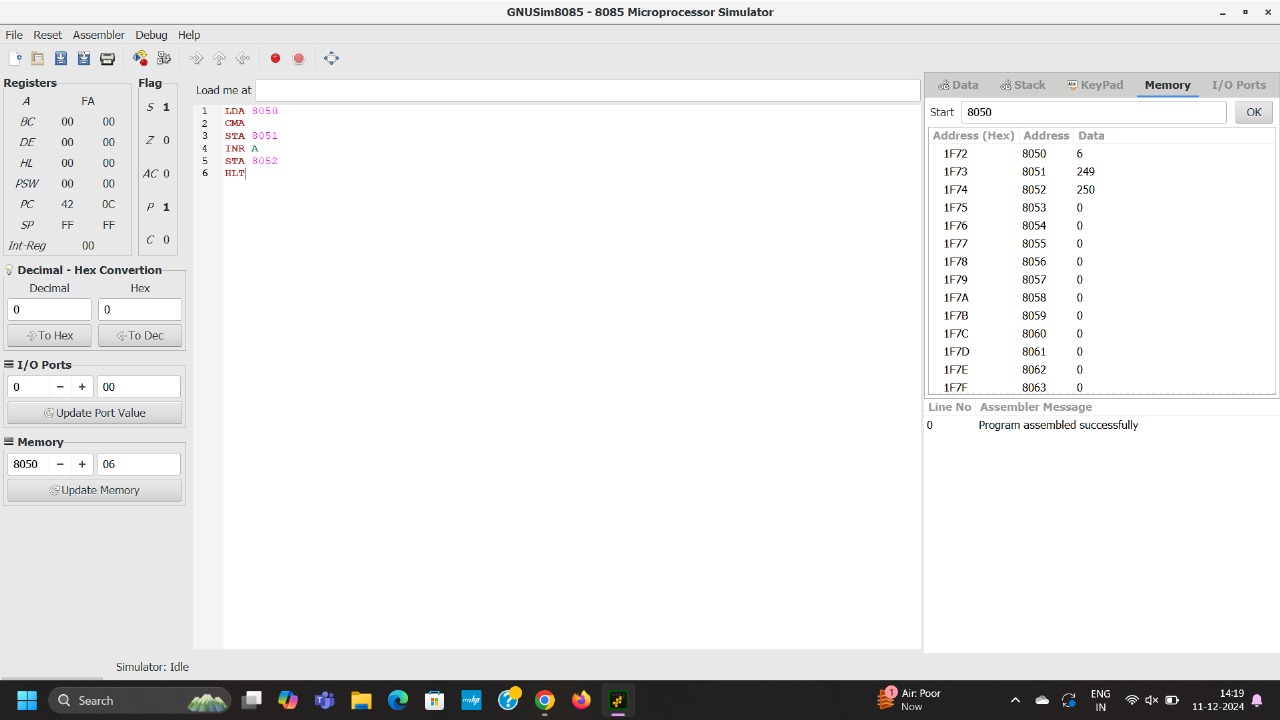 GNUSim8085 - 8085 Microprocessor Simulator
File Reset Assembler Debug Help
Registers
A FA
BC 00 00
DE 00 00
HL 00 00
PSW 00 00
PC 42 0C
SP FF FF
Int-Reg 00
Flag
S 1
Z 0
AC 0
P 1
C 0
Decimal - Hex Convertion
Decimal Hex
0 0
To Hex To Dec
I/O Ports
0 − + 00
Update Port Value
Memory
8050 − + 06
Update Memory
Load me at
1 LDA 8050
2 CMA
3 STA 8051
4 INR A
5 STA 8052
6 HLT
Data Stack KeyPad Memory I/O Ports
Start 8050 OK
Address (Hex) Address Data
1F72 8050 6
1F73 8051 249
1F74 8052 250
1F75 8053 0
1F76 8054 0
1F77 8055 0
1F78 8056 0
1F79 8057 0
1F7A 8058 0
1F7B 8059 0
1F7C 8060 0
1F7D 8061 0
1F7E 8062 0
1F7F 8063 0
Line No Assembler Message
0 Program assembled successfully
Simulator: Idle
Search
1
Air: Poor
Now
ENG
IN
14:19
11-12-2024